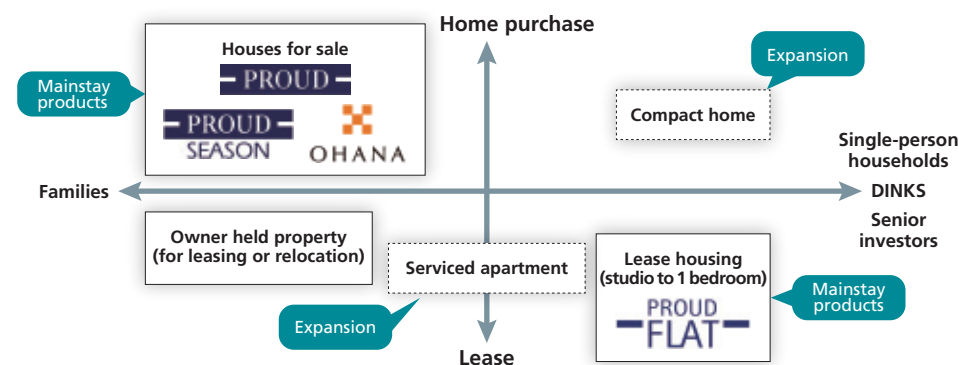 Home purchase
Houses for sale
PROUD
PROUD
SEASON
OHANA
Mainstay
products
Expansion
Compact home
Families
Single-person
households
DINKS
Senior
investors
Owner held property
(for leasing or relocation)
Serviced apartment
Expansion
Lease housing
(studio to 1 bedroom)
PROUD
FLAT
Mainstay
products
Lease